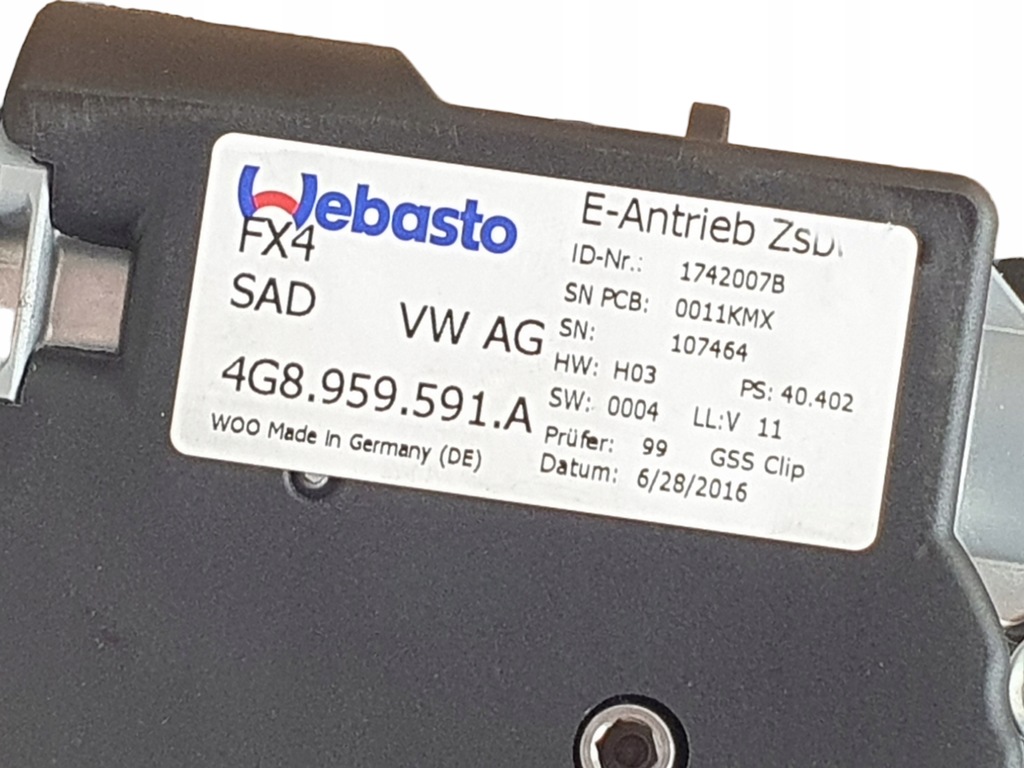 Webasto
FX4
SAD
VW AG
4G8.959.591.A
WOO Made in Germany (DE)
E-Antrieb
ID-Nr.: 1742007B
SN PCB: 0011KMX
SN: 107464
HW: H03 PS: 40.402
SW: 0004 LL:V 11
Prüfer: 99 GSS Clip
Datum: 6/28/2016